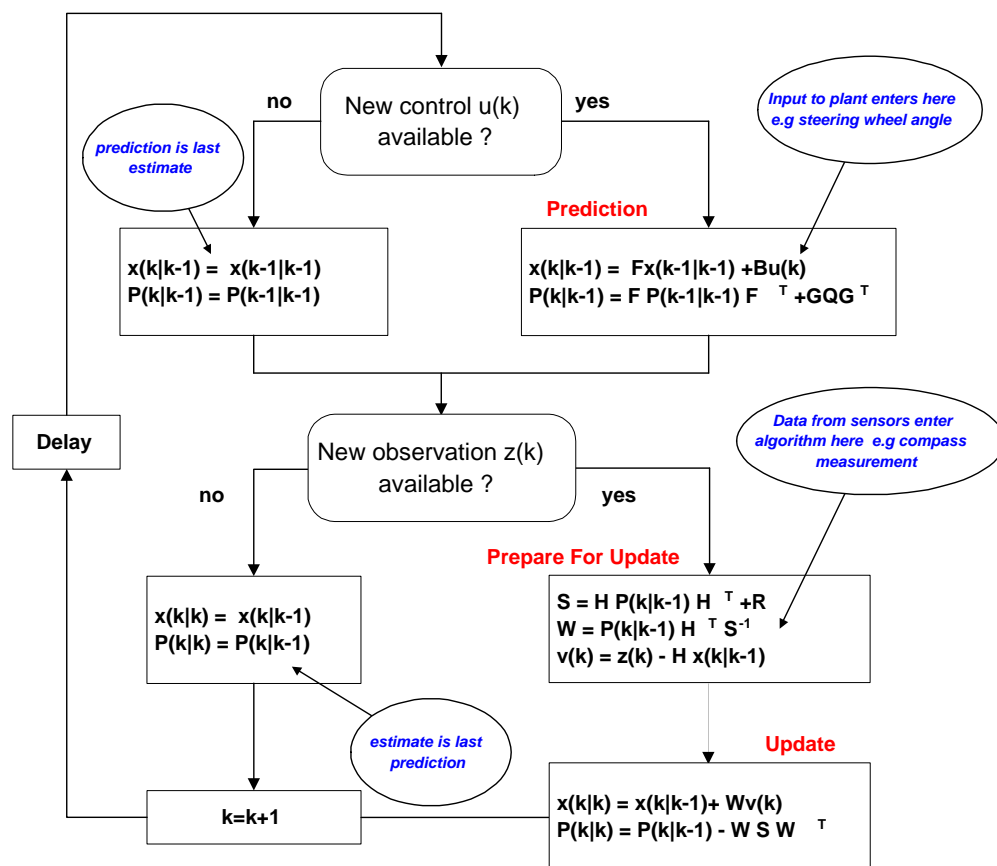 New control u(k)
available ?
no
yes
Input to plant enters here
e.g steering wheel angle
prediction is last
estimate
Prediction
x(k|k-1) = x(k-1|k-1)
P(k|k-1) = P(k-1|k-1)
x(k|k-1) = Fx(k-1|k-1) +Bu(k)
P(k|k-1) = F P(k-1|k-1) F ᵀ +GQG ᵀ
Delay
New observation z(k)
available ?
Data from sensors enter
algorithm here e.g compass
measurement
no
yes
Prepare For Update
x(k|k) = x(k|k-1)
P(k|k) = P(k|k-1)
S = H P(k|k-1) H ᵀ +R
W = P(k|k-1) H ᵀ S⁻¹
v(k) = z(k) - H x(k|k-1)
estimate is last
prediction
Update
k=k+1
x(k|k) = x(k|k-1)+ Wv(k)
P(k|k) = P(k|k-1) - W S W ᵀ